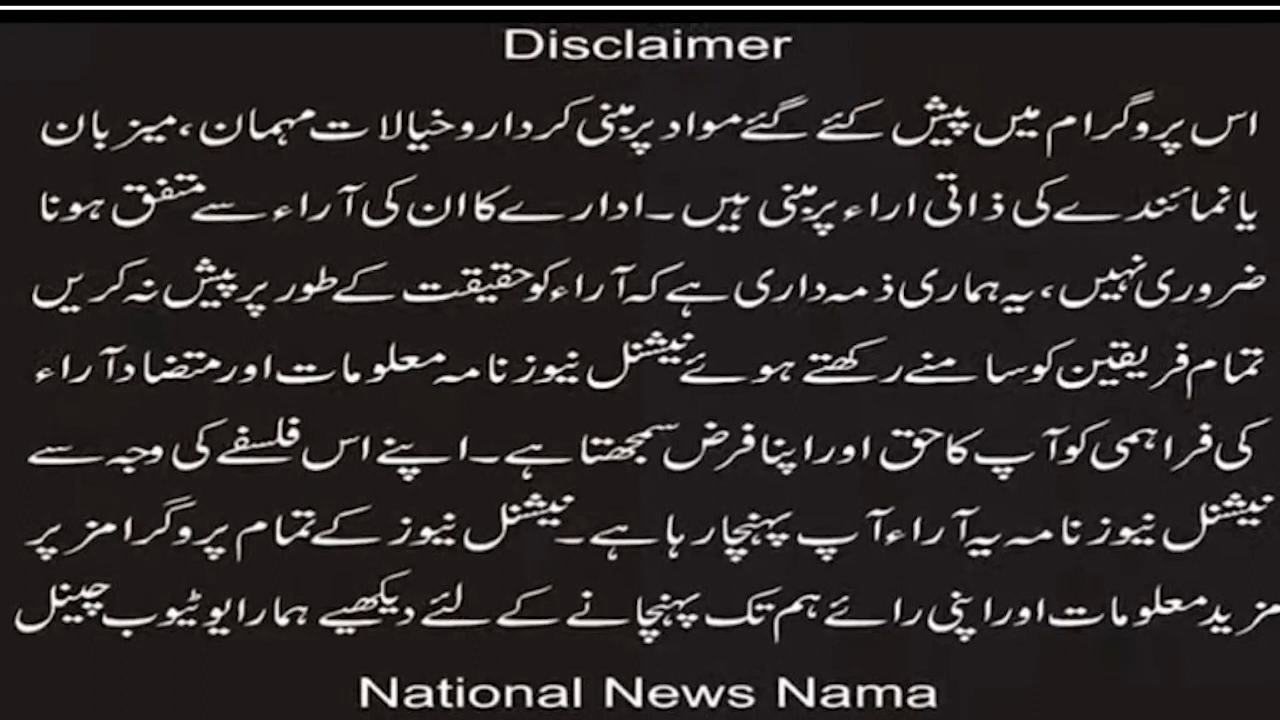 Disclaimer
اس پروگرام میں پیش کئے گئے مواد پر مبنی کردار و خیالات مہمان، میزبان
یا نمائندے کی ذاتی اراء پر مبنی ہیں۔ ادارے کا ان کی آراء سے متفق ہونا
ضروری نہیں، یہ ہماری ذمہ داری ہے کہ آراء کو حقیقت کے طور پر پیش نہ کریں
تمام فریقین کو سامنے رکھتے ہوئے نیشنل نیوز نامہ معلومات اور متضاد آراء
کی فراہمی کو آپ کا حق اور اپنا فرض سمجھتا ہے۔ اپنے اس فلسفے کی وجہ سے
نیشنل نیوز نامہ یہ آراء آپ پہنچا رہا ہے۔ نیشنل نیوز کے تمام پروگرامز پر
مزید معلومات اور اپنی رائے ہم تک پہنچانے کے لئے دیکھیے ہمارا یوٹیوب چینل
National News Nama